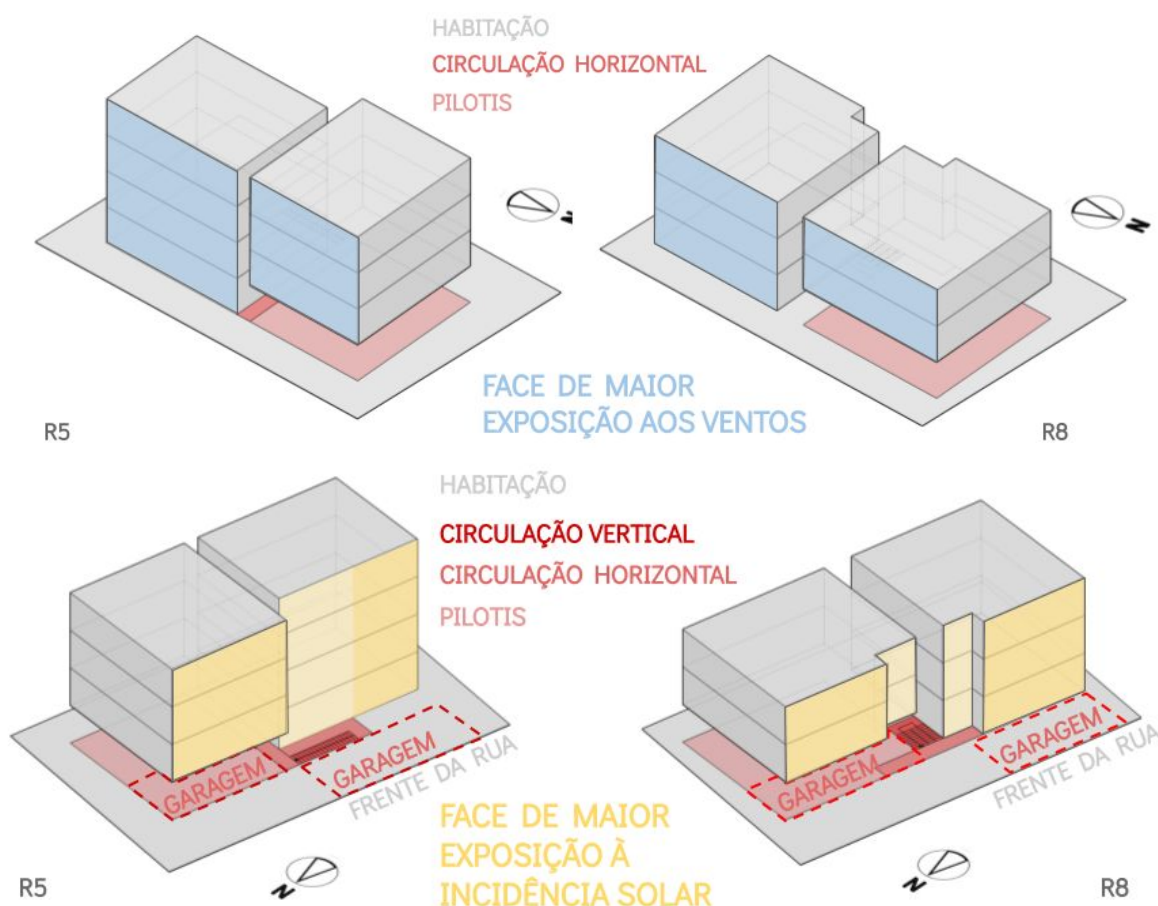 HABITAÇÃO
CIRCULAÇÃO HORIZONTAL
PILOTIS
N
FACE DE MAIOR
EXPOSIÇÃO AOS VENTOS
R5
R8
HABITAÇÃO
CIRCULAÇÃO VERTICAL
CIRCULAÇÃO HORIZONTAL
PILOTIS
GARAGEM
GARAGEM
FRENTE DA RUA
GARAGEM
GARAGEM
FRENTE DA RUA
FACE DE MAIOR
EXPOSIÇÃO À
INCIDÊNCIA SOLAR
N
N
R5
R8